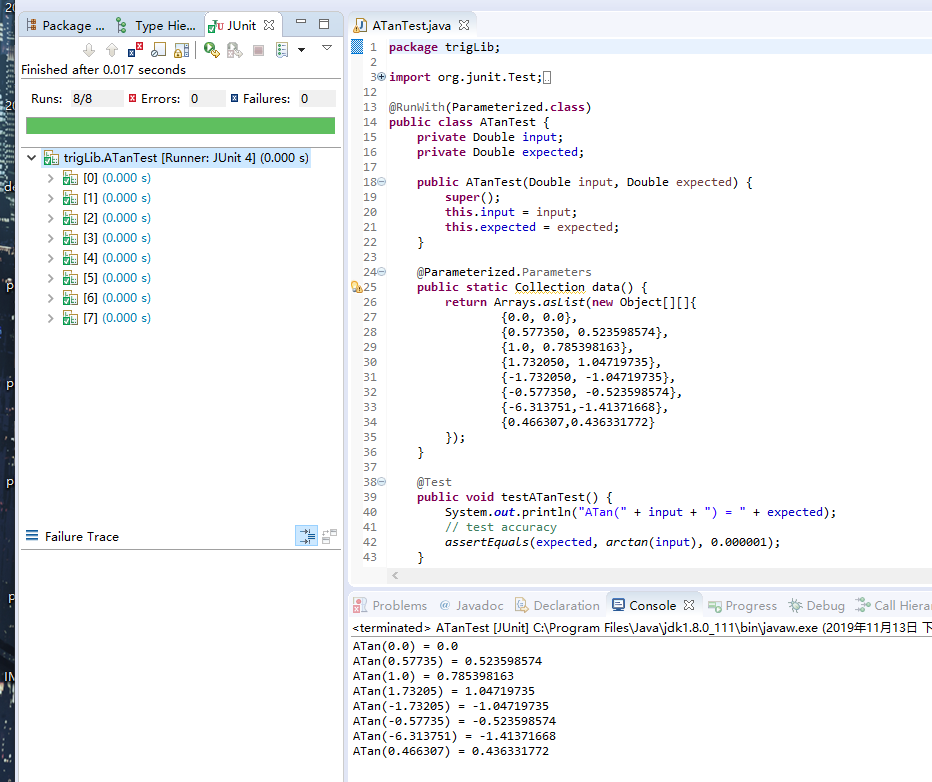 Package ... Type Hie... JUnit
Finished after 0.017 seconds
Runs: 8/8 Errors: 0 Failures: 0
trigLib.ATanTest [Runner: JUnit 4] (0.000 s)
[0] (0.000 s)
[1] (0.000 s)
[2] (0.000 s)
[3] (0.000 s)
[4] (0.000 s)
[5] (0.000 s)
[6] (0.000 s)
[7] (0.000 s)
Failure Trace
ATanTest.java
1 package trigLib;
2
3 import org.junit.Test;
12
13 @RunWith(Parameterized.class)
14 public class ATanTest {
15 private Double input;
16 private Double expected;
17
18 public ATanTest(Double input, Double expected) {
19 super();
20 this.input = input;
21 this.expected = expected;
22 }
23
24 @Parameterized.Parameters
25 public static Collection data() {
26 return Arrays.asList(new Object[][]{
27 {0.0, 0.0},
28 {0.577350, 0.523598574},
29 {1.0, 0.785398163},
30 {1.732050, 1.04719735},
31 {-1.732050, -1.04719735},
32 {-0.577350, -0.523598574},
33 {-6.313751,-1.41371668},
34 {0.466307,0.436331772}
35 });
36 }
37
38 @Test
39 public void testATanTest() {
40 System.out.println("ATan(" + input + ") = " + expected);
41 // test accuracy
42 assertEquals(expected, arctan(input), 0.000001);
43 }
Problems @ Javadoc Declaration Console Progress Debug Call Hierar
<terminated> ATanTest [JUnit] C:\Program Files\Java\jdk1.8.0_111\bin\javaw.exe (2019年11月13日 下
ATan(0.0) = 0.0
ATan(0.57735) = 0.523598574
ATan(1.0) = 0.785398163
ATan(1.73205) = 1.04719735
ATan(-1.73205) = -1.04719735
ATan(-0.57735) = -0.523598574
ATan(-6.313751) = -1.41371668
ATan(0.466307) = 0.436331772